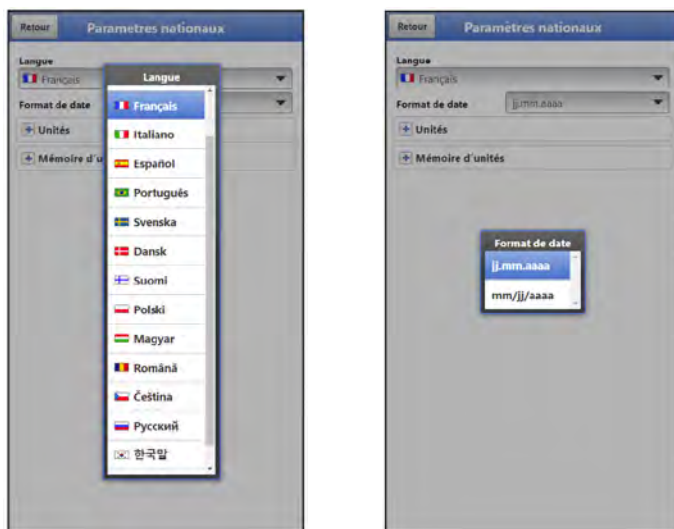 Retour Paramètres nationaux
Langue
Français
Format de date
Unités
Mémoire d'u
Langue
Français
Italiano
Español
Português
Svenska
Dansk
Suomi
Polski
Magyar
Română
Čeština
Русский
한국말
Retour Paramètres nationaux
Langue
Français
Format de date jj.mm.aaaa
Unités
Mémoire d'unités
Format de date
jj.mm.aaaa
mm/jj/aaaa